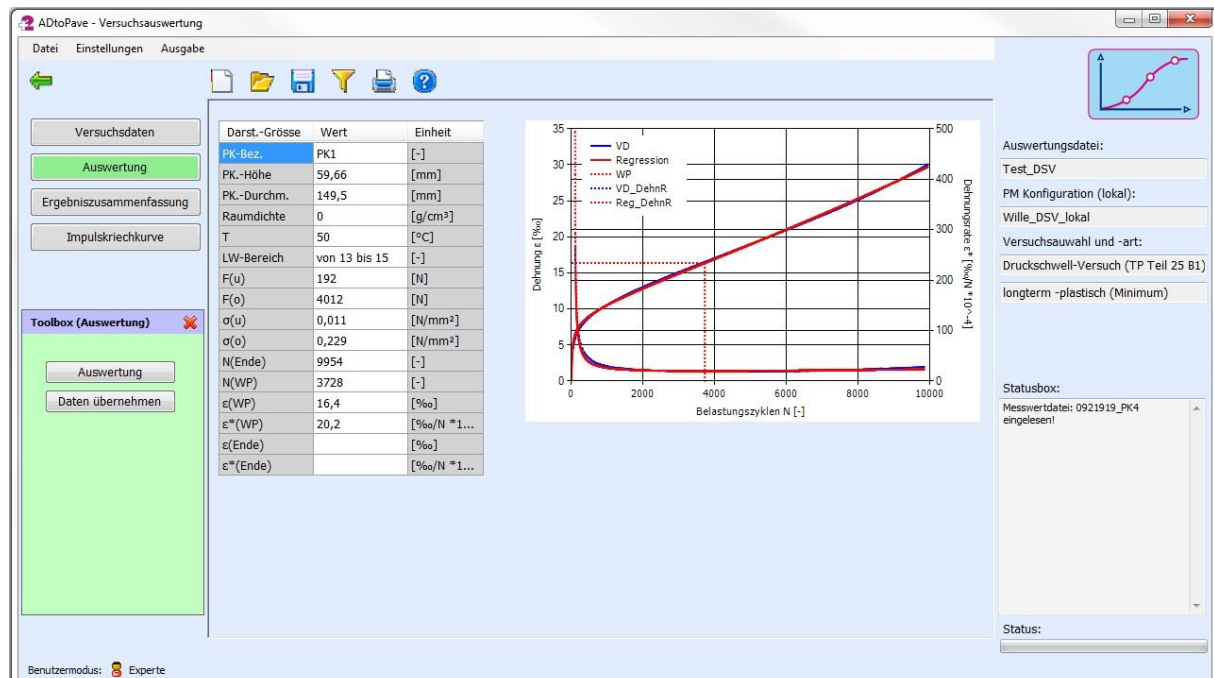 ADtoPave - Versuchsauswertung
Datei Einstellungen Ausgabe
Versuchsdaten
Auswertung
Ergebniszusammenfassung
Impulskriechkurve
Toolbox (Auswertung)
Auswertung
Daten übernehmen
Darst.-Grösse Wert Einheit
PK-Bez. PK1 [-]
PK.-Höhe 59,66 [mm]
PK.-Durchm. 149,5 [mm]
Raumdichte 0 [g/cm³]
T 50 [°C]
LW-Bereich von 13 bis 15 [-]
F(u) 192 [N]
F(o) 4012 [N]
σ(u) 0,011 [N/mm²]
σ(o) 0,229 [N/mm²]
N(Ende) 9954 [-]
N(WP) 3728 [-]
ε(WP) 16,4 [‰]
ε*(WP) 20,2 [‰/N *1...
ε(Ende) [‰]
ε*(Ende) [‰/N *1...
VD
Regression
WP
VD_DehnR
Reg_DehnR
Dehnung ε [‰]
35
30
25
20
15
10
5
0
0 2000 4000 6000 8000 10000
Belastungszyklen N [-]
500
400
300
200
100
0
Dehnungsrate ε* [‰/N *10^-4]
Auswertungsdatei:
Test_DSV
PM Konfiguration (lokal):
Wille_DSV_lokal
Versuchsauwahl und -art:
Druckschwell-Versuch (TP Teil 25 B1)
longterm -plastisch (Minimum)
Statusbox:
Messwertdatei: 0921919_PK4
eingelesen!
Status:
Benutzermodus: Experte